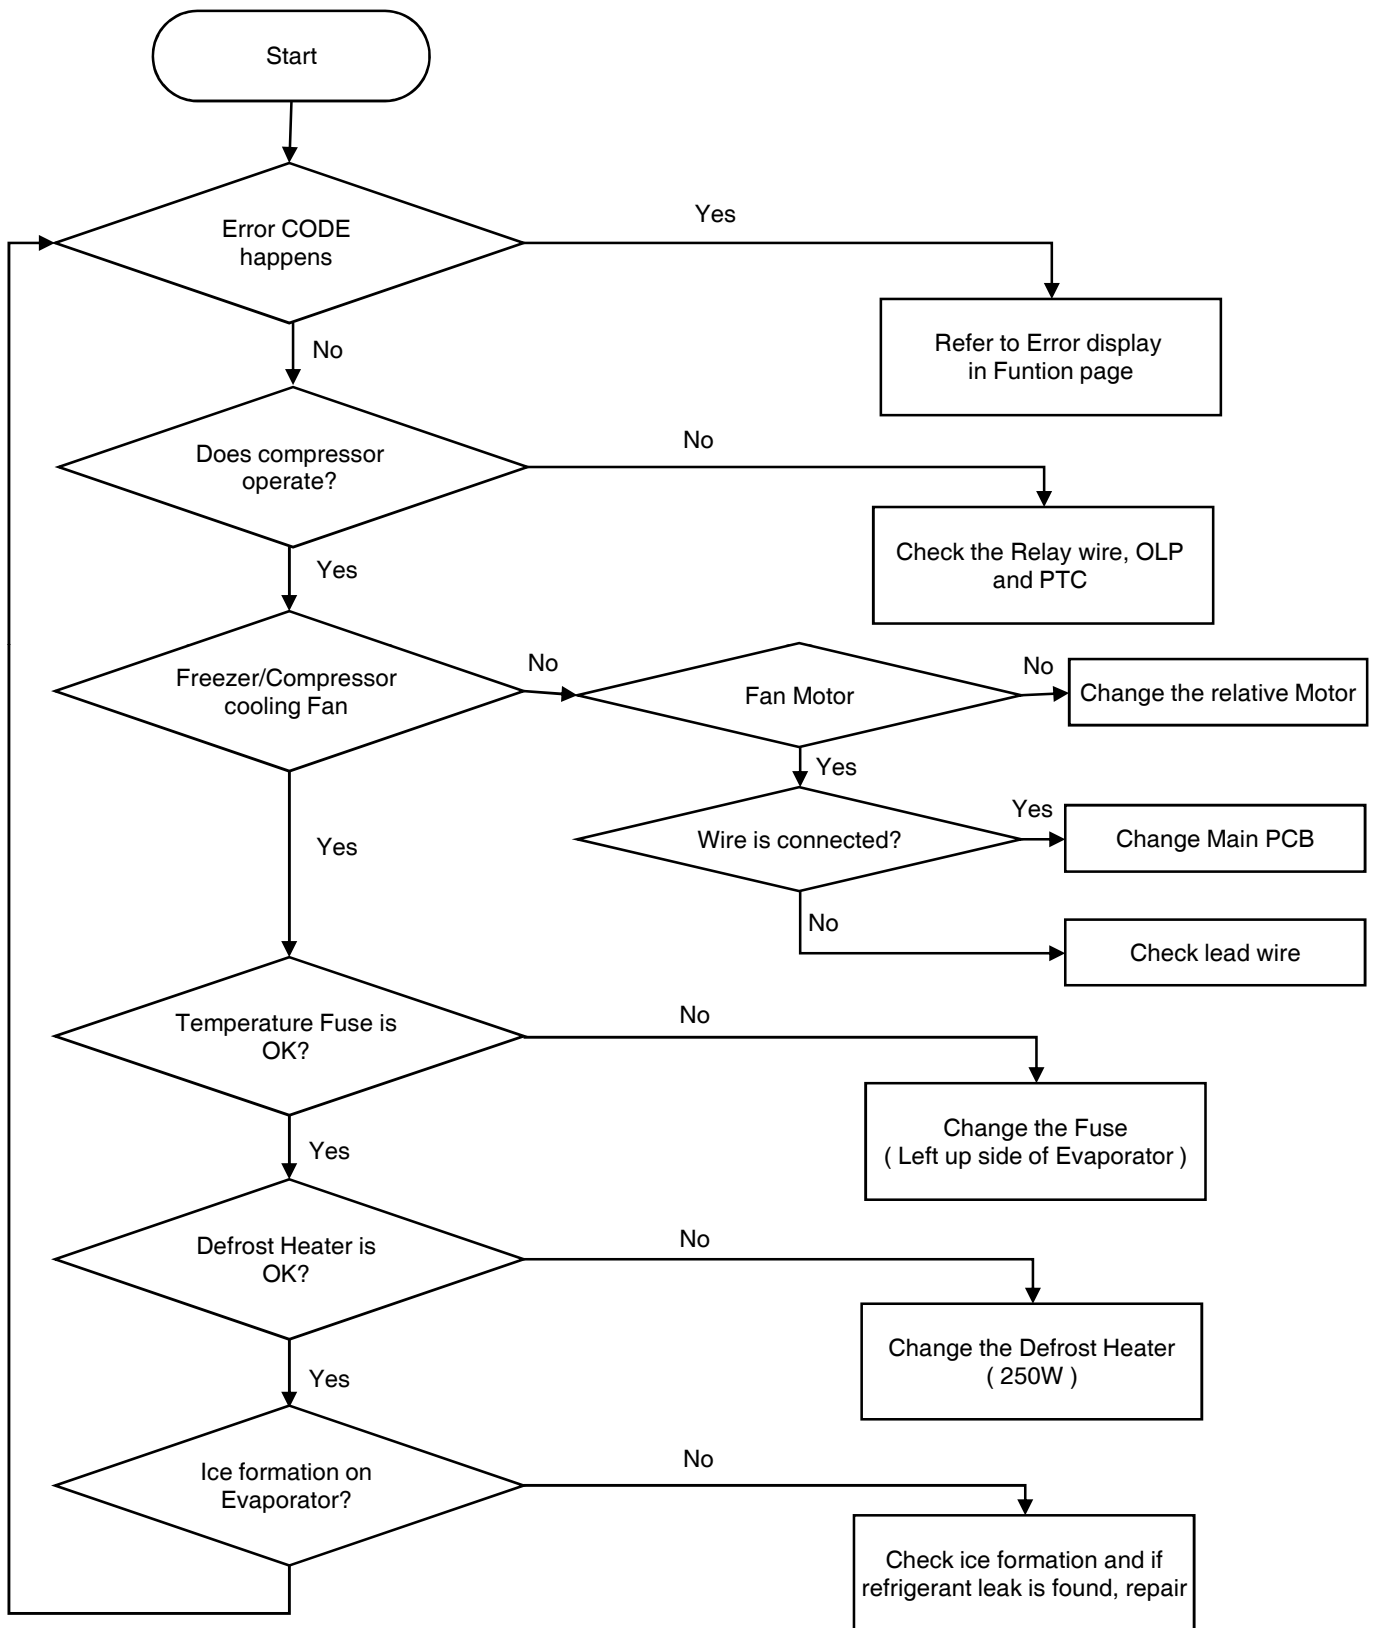 Start
Error CODE
happens
Yes
Refer to Error display
in Funtion page
No
Does compressor
operate?
No
Check the Relay wire, OLP
and PTC
Yes
Freezer/Compressor
cooling Fan
No
Fan Motor
No
Change the relative Motor
Yes
Wire is connected?
Yes
Change Main PCB
No
Check lead wire
Yes
Temperature Fuse is
OK?
No
Change the Fuse
( Left up side of Evaporator )
Yes
Defrost Heater is
OK?
No
Change the Defrost Heater
( 250W )
Yes
Ice formation on
Evaporator?
No
Check ice formation and if
refrigerant leak is found, repair